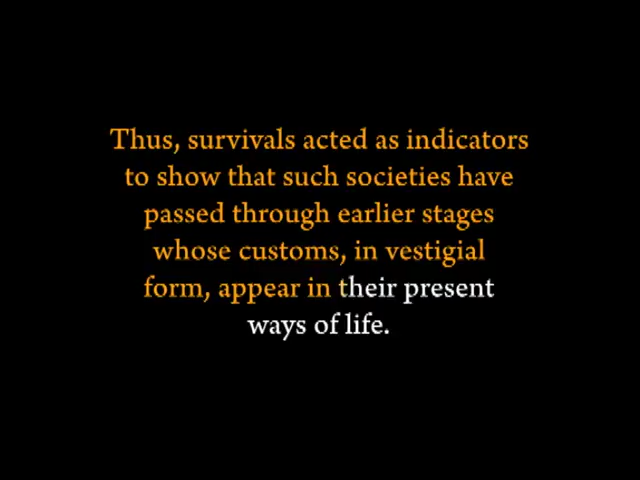 Thus, survivals acted as indicators
to show that such societies have
passed through earlier stages
whose customs, in vestigial
form, appear in their present
ways of life.